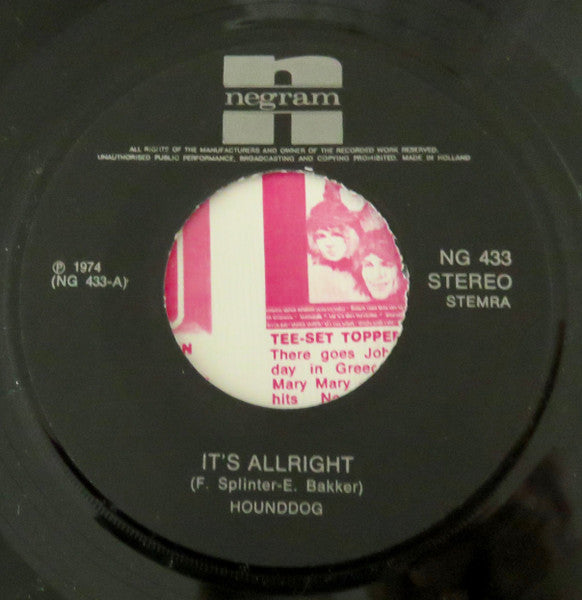 negram
ALL RIGHTS OF THE MANUFACTURERS AND OWNER OF THE RECORDED WORK RESERVED.
UNAUTHORISED PUBLIC PERFORMANCE, BROADCASTING AND COPYING PROHIBITED. MADE IN HOLLAND
℗ 1974
(NG 433-A)
NG 433
STEREO
STEMRA
N
TEE-SET TOPPER
There goes Joh
day in Greec
Mary Mary
hits
IT'S ALLRIGHT
(F. Splinter-E. Bakker)
HOUNDDOG